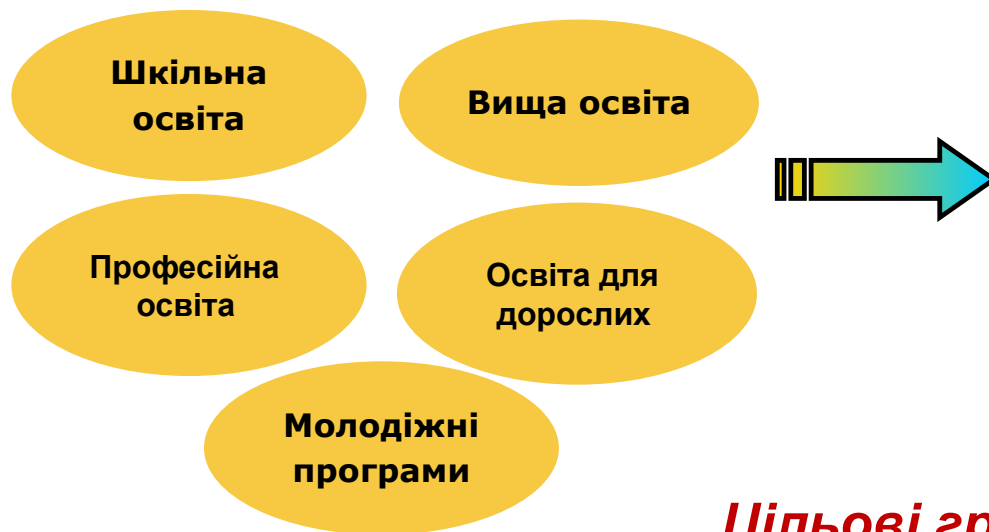 Шкільна
освіта
Вища освіта
Професійна
освіта
Освіта для
дорослих
Молодіжні
програми